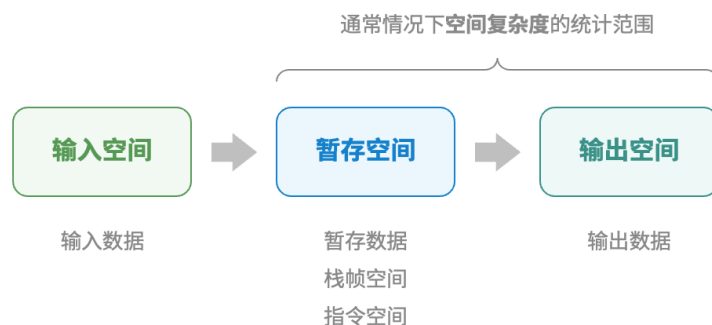 通常情况下空间复杂度的统计范围
输入空间
暂存空间
输出空间
输入数据
暂存数据
输出数据
栈帧空间
指令空间